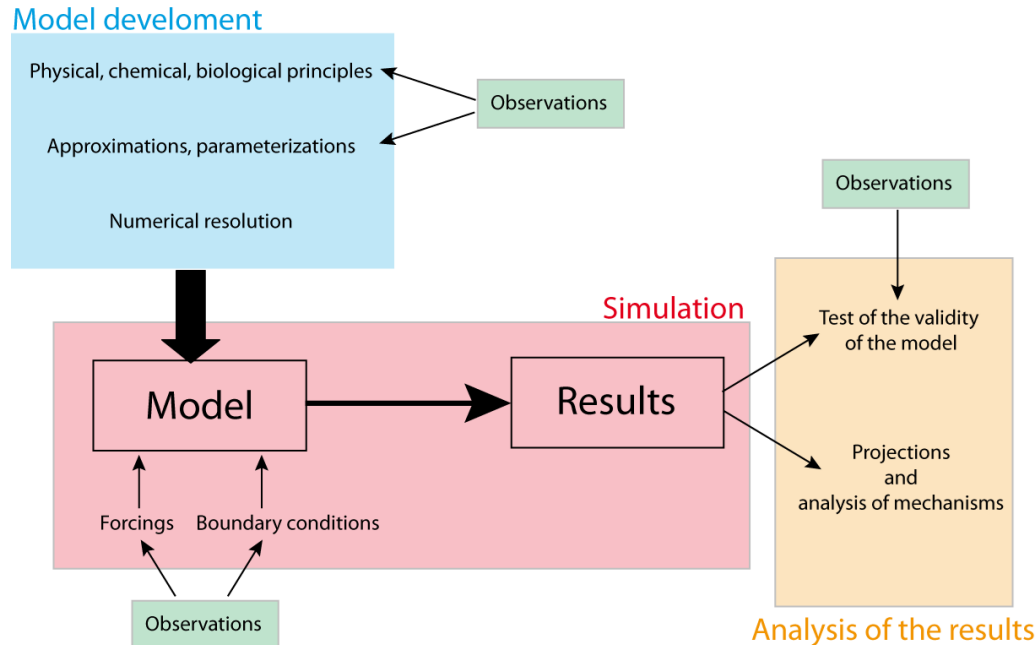 Model develoment
Physical, chemical, biological principles
Observations
Approximations, parameterizations
Numerical resolution
Observations
Simulation
Test of the validity
of the model
Model
Results
Projections
and
analysis of mechanisms
Forcings
Boundary conditions
Observations
Analysis of the results